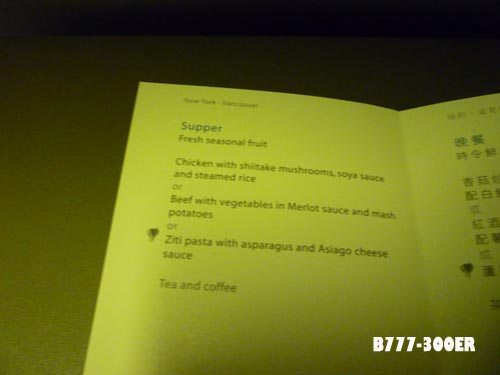 New York - Vancouver
Supper
Fresh seasonal fruit
Chicken with shiitake mushrooms, soya sauce
and steamed rice
or
Beef with vegetables in Merlot sauce and mash
potatoes
or
Ziti pasta with asparagus and Asiago cheese
sauce
Tea and coffee
紐約
晚餐
時令鮮
香菇
配白
或
紅酒
配
或
B777-300ER